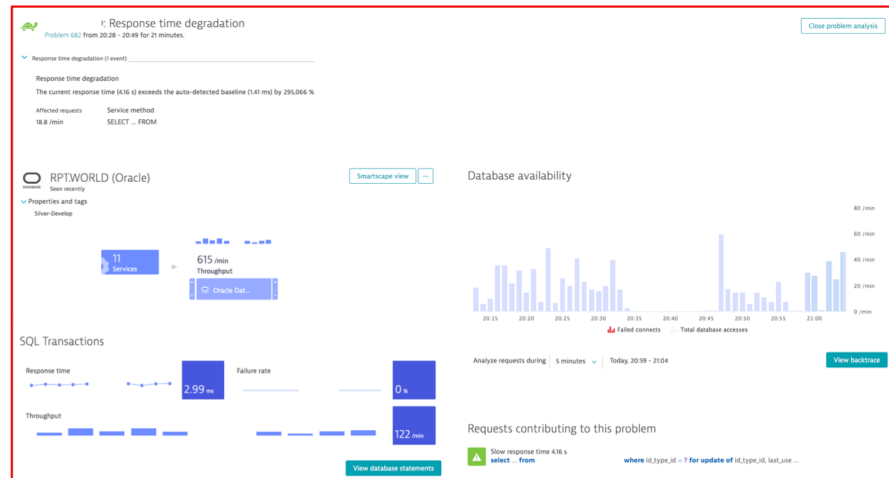 : Response time degradation
Problem 682 from 20:28 - 20:49 for 21 minutes.
Close problem analysis
Response time degradation (1 event)
Response time degradation
The current response time (4.16 s) exceeds the auto-detected baseline (1.41 ms) by 295,066 %
Affected requests Service method
18.8 /min SELECT ... FROM
DATABASE
RPT.WORLD (Oracle)
Seen recently
Smartscape view ...
Properties and tags
Silver-Develop
11
Services
615 /min
Throughput
Oracle Dat...
Database availability
80 /min
60 /min
40 /min
20 /min
0 /min
20:15 20:20 20:25 20:30 20:35 20:40 20:45 20:50 20:55 21:00
Failed connects Total database accesses
Analyze requests during 5 minutes Today, 20:59 - 21:04
View backtrace
SQL Transactions
Response time
2.99 ms
Failure rate
0 %
Throughput
122 /min
View database statements
Requests contributing to this problem
Slow response time 4.16 s
select ... from where id_type_id = ? for update of id_type_id, last_use ...